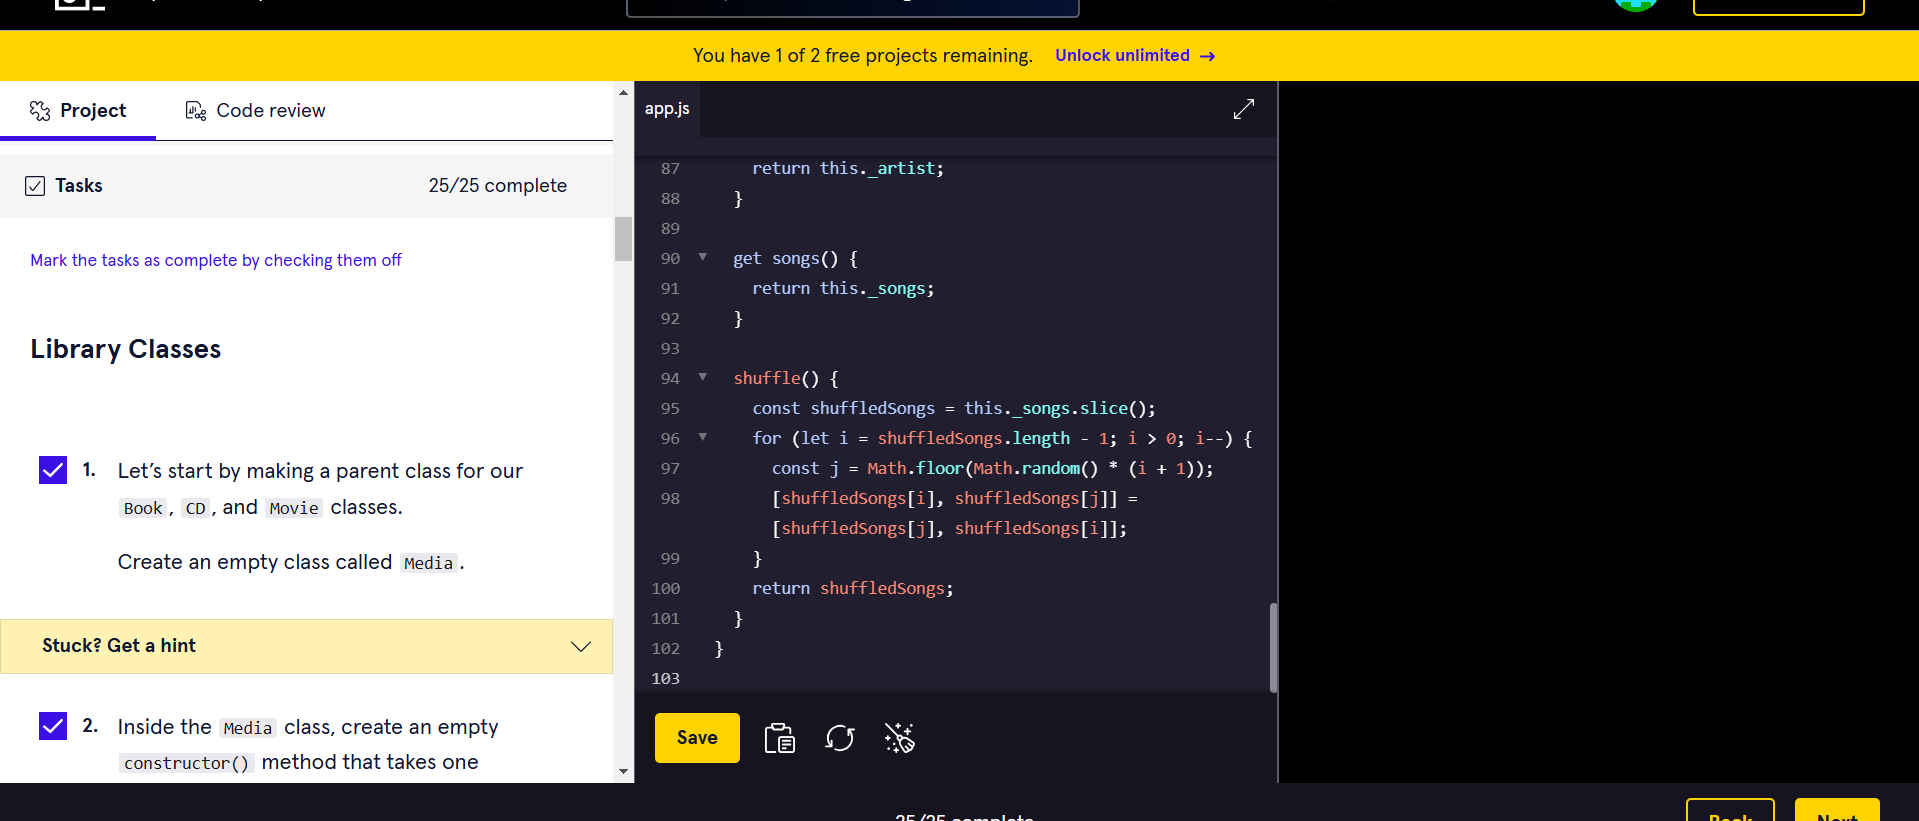 You have 1 of 2 free projects remaining. Unlock unlimited →
Project
Code review
Tasks
25/25 complete
Mark the tasks as complete by checking them off
Library Classes
1. Let's start by making a parent class for our
Book, CD, and Movie classes.
Create an empty class called Media.
Stuck? Get a hint
2. Inside the Media class, create an empty
constructor() method that takes one
app.js
87 return this._artist;
88 }
89
90 get songs() {
91 return this._songs;
92 }
93
94 shuffle() {
95 const shuffledSongs = this._songs.slice();
96 for (let i = shuffledSongs.length - 1; i > 0; i--) {
97 const j = Math.floor(Math.random() * (i + 1));
98 [shuffledSongs[i], shuffledSongs[j]] =
[shuffledSongs[j], shuffledSongs[i]];
99 }
100 return shuffledSongs;
101 }
102 }
103
Save
25/25 complete
Back
Next